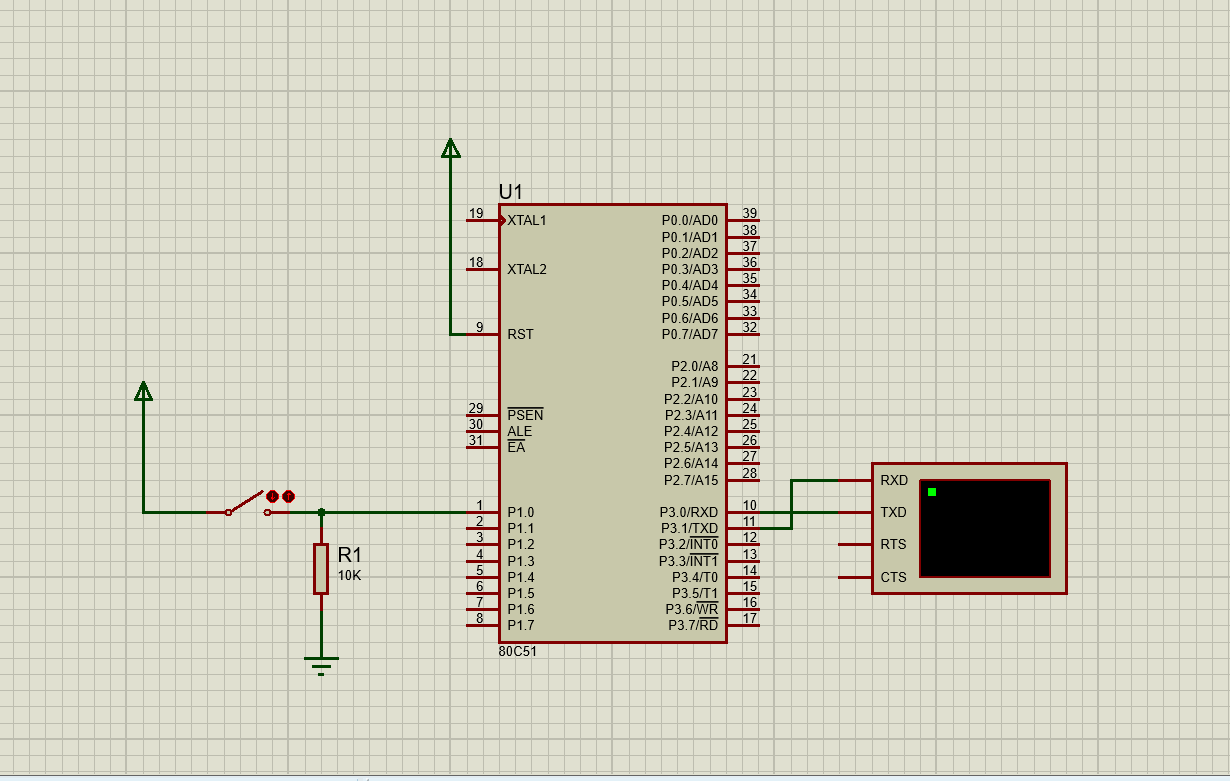 U1
19 XTAL1
18 XTAL2
9 RST
29 PSEN
30 ALE
31 EA
1 P1.0
2 P1.1
3 P1.2
4 P1.3
5 P1.4
6 P1.5
7 P1.6
8 P1.7
P0.0/AD0 39
P0.1/AD1 38
P0.2/AD2 37
P0.3/AD3 36
P0.4/AD4 35
P0.5/AD5 34
P0.6/AD6 33
P0.7/AD7 32
P2.0/A8 21
P2.1/A9 22
P2.2/A10 23
P2.3/A11 24
P2.4/A12 25
P2.5/A13 26
P2.6/A14 27
P2.7/A15 28
P3.0/RXD 10
P3.1/TXD 11
P3.2/INT0 12
P3.3/INT1 13
P3.4/T0 14
P3.5/T1 15
P3.6/WR 16
P3.7/RD 17
80C51
R1
10K
RXD
TXD
RTS
CTS